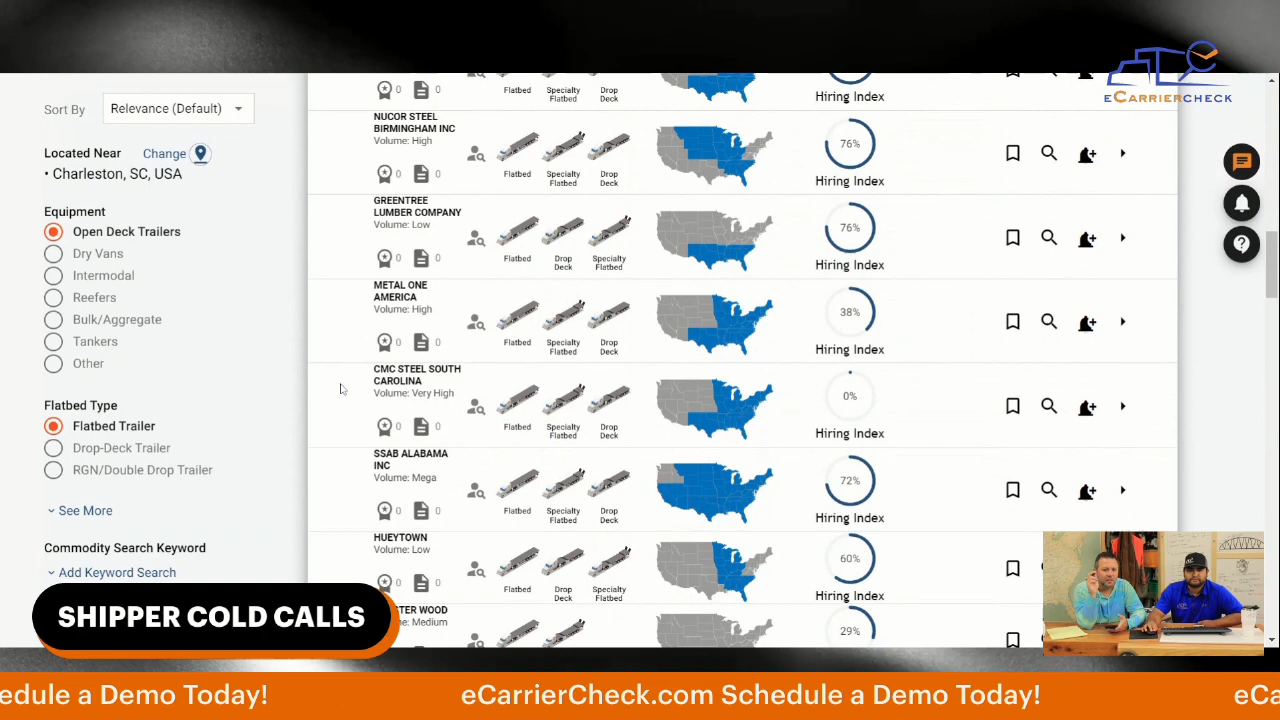 eCARRIERCHECK
Sort By
Relevance (Default)
Located Near
Change
• Charleston, SC, USA
Equipment
Open Deck Trailers
Dry Vans
Intermodal
Reefers
Bulk/Aggregate
Tankers
Other
Flatbed Type
Flatbed Trailer
Drop-Deck Trailer
RGN/Double Drop Trailer
See More
Commodity Search Keyword
Add Keyword Search
0 0
Flatbed
Specialty Flatbed
Drop Deck
Hiring Index
NUCOR STEEL
BIRMINGHAM INC
Volume: High
0 0
Flatbed
Specialty
Flatbed
Drop
Deck
76%
Hiring Index
GREENTREE
LUMBER COMPANY
Volume: Low
0 0
Flatbed
Drop
Deck
Specialty
Flatbed
76%
Hiring Index
METAL ONE
AMERICA
Volume: High
0 0
Flatbed
Specialty
Flatbed
Drop
Deck
38%
Hiring Index
CMC STEEL SOUTH
CAROLINA
Volume: Very High
0 0
Flatbed
Specialty
Flatbed
Drop
Deck
0%
Hiring Index
SSAB ALABAMA
INC
Volume: Mega
0 0
Flatbed
Specialty
Flatbed
Drop
Deck
72%
Hiring Index
HUEYTOWN
Volume: Low
0 0
Flatbed
Drop
Deck
Specialty
Flatbed
60%
Hiring Index
STER WOOD
Volume: Medium
29%
SHIPPER COLD CALLS
edule a Demo Today!
eCarrierCheck.com Schedule a Demo Today!
eCa